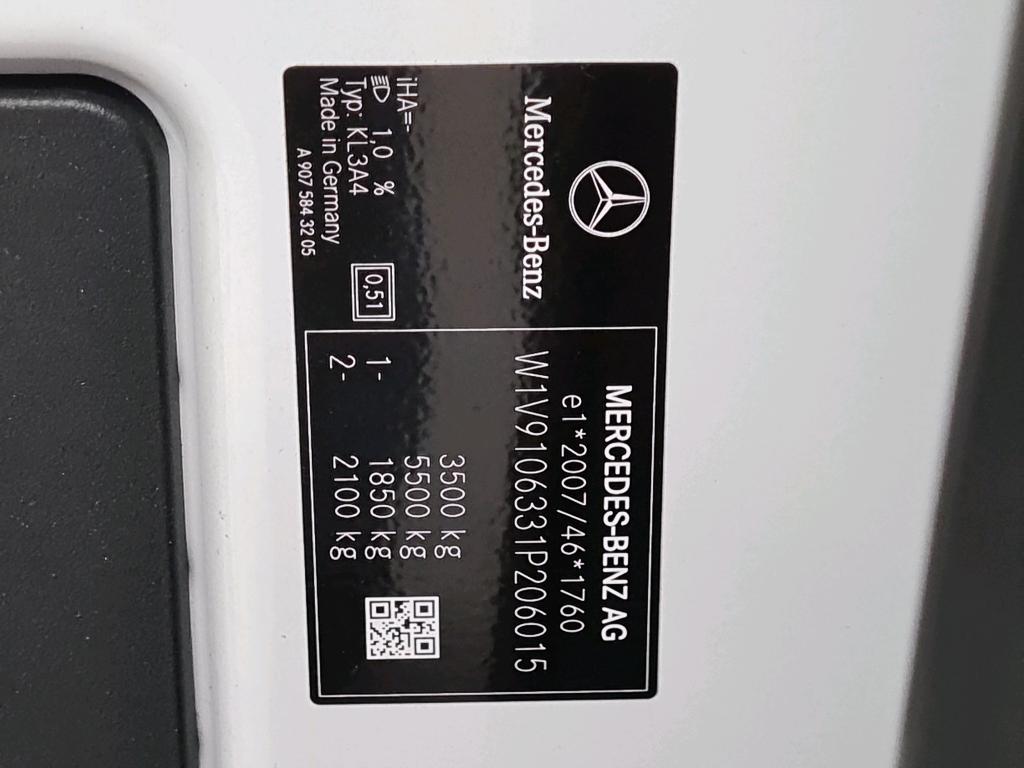 Mercedes-Benz
MERCEDES-BENZ AG
e1*2007/46*1760
W1V9106331P206015
3500 kg
5500 kg
1- 1850 kg
2- 2100 kg
iHA=-
1,0 %
Typ: KL3A4
0,51
Made in Germany
A 907 584 32 05